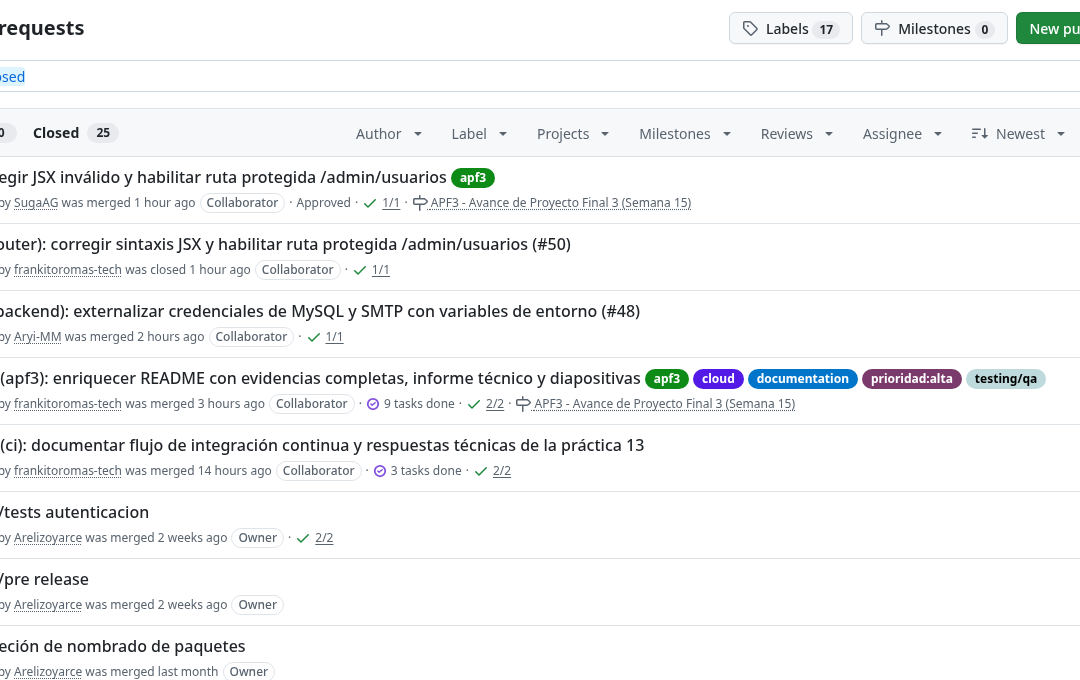 requests
Labels 17 Milestones 0 New pu
osed
0 Closed 25 Author Label Projects Milestones Reviews Assignee Newest
egir JSX inválido y habilitar ruta protegida /admin/usuarios apf3
by SugaAG was merged 1 hour ago Collaborator · Approved · 1/1 · APF3 - Avance de Proyecto Final 3 (Semana 15)
outer): corregir sintaxis JSX y habilitar ruta protegida /admin/usuarios (#50)
by frankitoromas-tech was closed 1 hour ago Collaborator · 1/1
backend): externalizar credenciales de MySQL y SMTP con variables de entorno (#48)
by Aryi-MM was merged 2 hours ago Collaborator · 1/1
(apf3): enriquecer README con evidencias completas, informe técnico y diapositivas apf3 cloud documentation prioridad:alta testing/qa
by frankitoromas-tech was merged 3 hours ago Collaborator · 9 tasks done · 2/2 · APF3 - Avance de Proyecto Final 3 (Semana 15)
(ci): documentar flujo de integración continua y respuestas técnicas de la práctica 13
by frankitoromas-tech was merged 14 hours ago Collaborator · 3 tasks done · 2/2
/tests autenticacion
by Arelizoyarce was merged 2 weeks ago Owner · 2/2
/pre release
by Arelizoyarce was merged 2 weeks ago Owner
eción de nombrado de paquetes
by Arelizoyarce was merged last month Owner